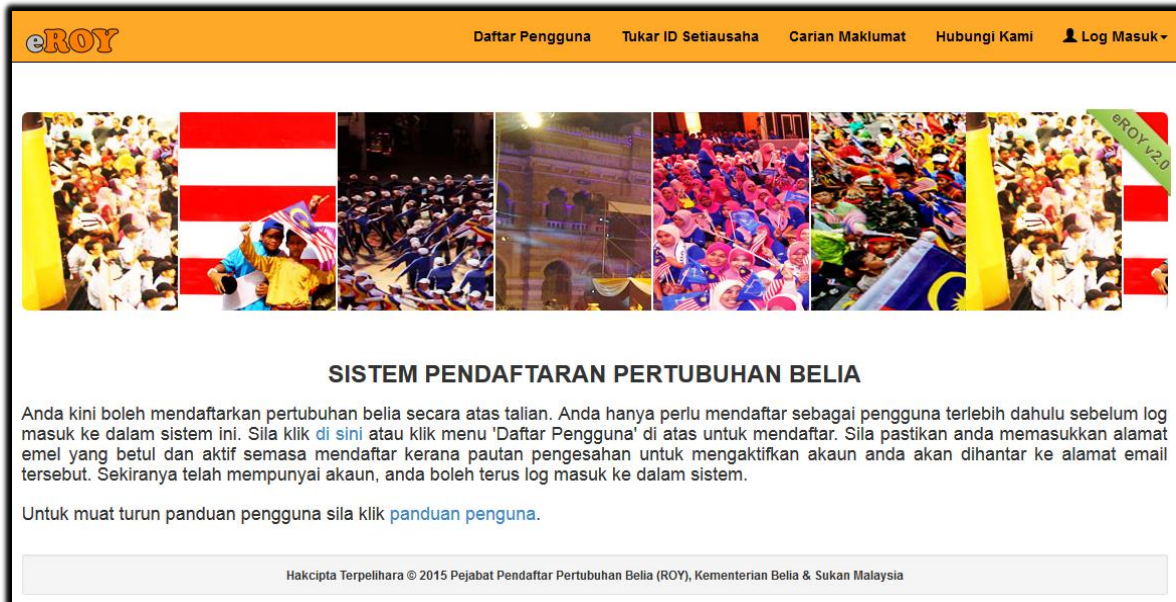 eROY
Daftar Pengguna Tukar ID Setiausaha Carian Maklumat Hubungi Kami Log Masuk
eROY v2.0
SISTEM PENDAFTARAN PERTUBUHAN BELIA
Anda kini boleh mendaftarkan pertubuhan belia secara atas talian. Anda hanya perlu mendaftar sebagai pengguna terlebih dahulu sebelum log
masuk ke dalam sistem ini. Sila klik di sini atau klik menu 'Daftar Pengguna' di atas untuk mendaftar. Sila pastikan anda memasukkan alamat
emel yang betul dan aktif semasa mendaftar kerana pautan pengesahan untuk mengaktifkan akaun anda akan dihantar ke alamat email
tersebut. Sekiranya telah mempunyai akaun, anda boleh terus log masuk ke dalam sistem.
Untuk muat turun panduan pengguna sila klik panduan penguna.
Hakcipta Terpelihara © 2015 Pejabat Pendaftar Pertubuhan Belia (ROY), Kementerian Belia & Sukan Malaysia